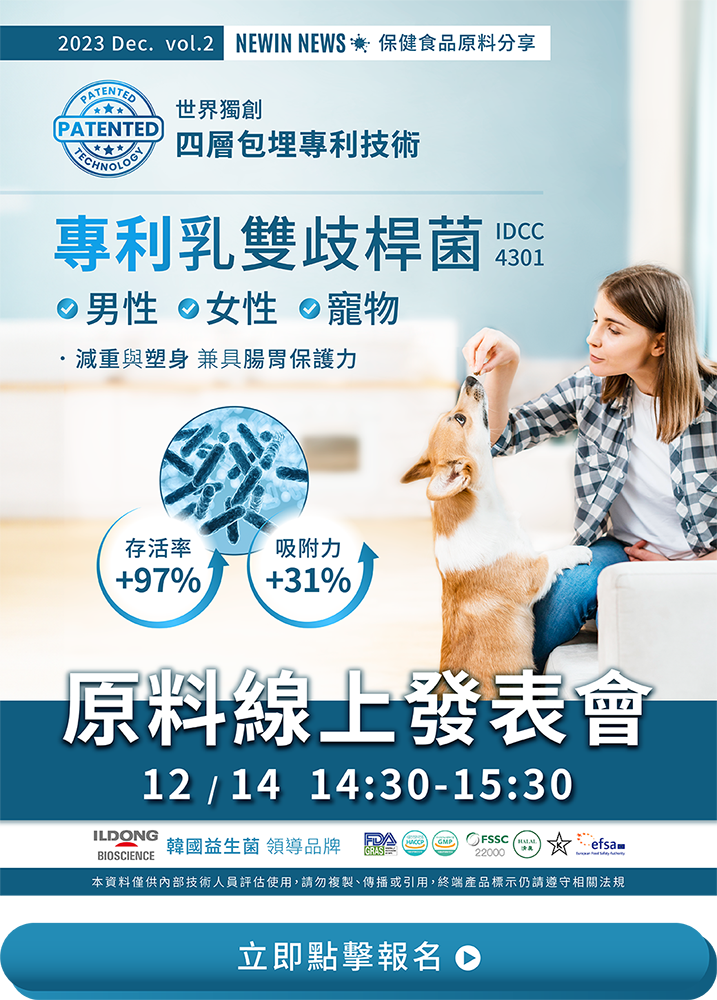 2023 Dec. vol.2 NEWIN NEWS 保健食品原料分享
PATENTED
PATENTED
TECHNOLOGY
世界獨創
四層包埋專利技術
專利乳雙歧桿菌 IDCC 4301
男性 女性 寵物
・減重與塑身 兼具腸胃保護力
存活率 吸附力
+97% +31%
原料線上發表會
12 / 14 14:30-15:30
ILDONG
BIOSCIENCE
韓國益生菌 領導品牌
FDA
GRAS
HACCP
GMP
FSSC
22000
HALAL
清真
K
efsa
European Food Safety Authority
本資料僅供內部技術人員評估使用，請勿複製、傳播或引用，終端產品標示仍請遵守相關法規
立即點擊報名